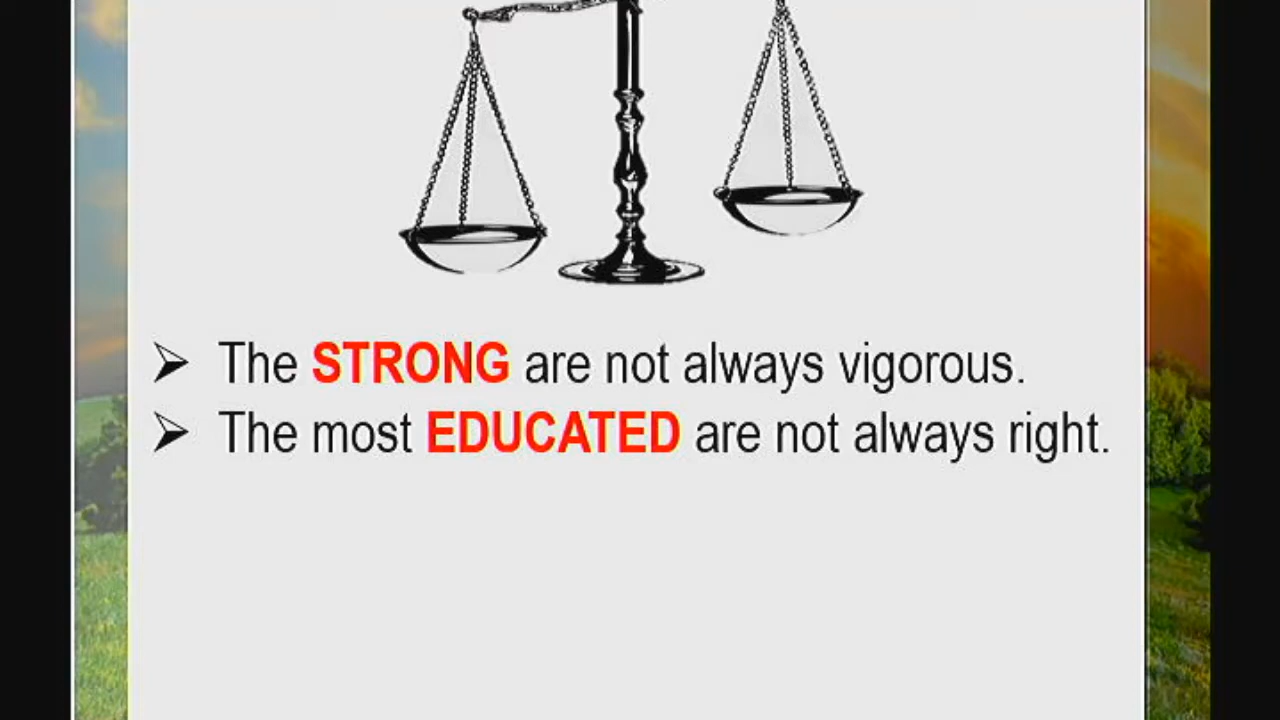 The STRONG are not always vigorous.
The most EDUCATED are not always right.